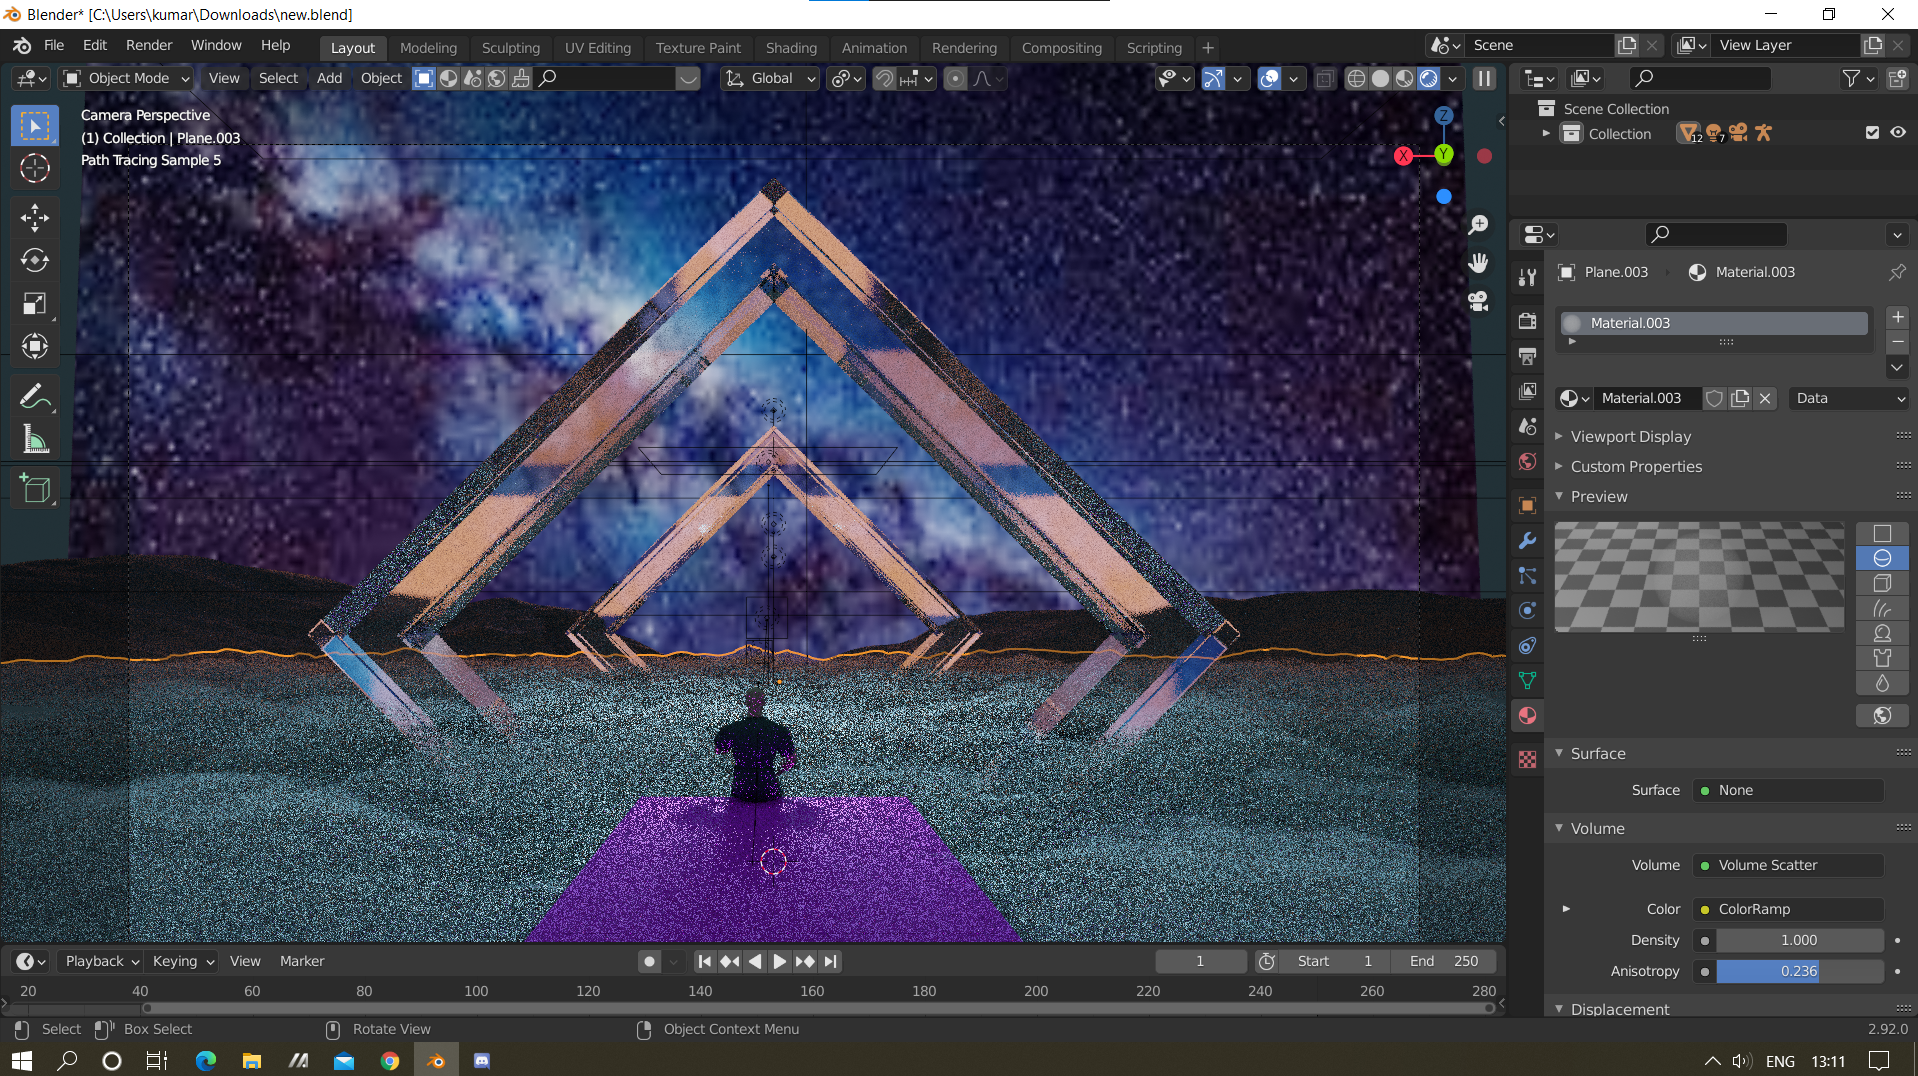 Blender* [C:\Users\kumar\Downloads\new.blend]
File Edit Render Window Help Layout Modeling Sculpting UV Editing Texture Paint Shading Animation Rendering Compositing Scripting + Scene View Layer
Object Mode View Select Add Object Global
Camera Perspective
(1) Collection | Plane.003
Path Tracing Sample 5
Z
X
Y
Scene Collection
Collection 12 7
Plane.003 Material.003
Material.003
Material.003 Data
Viewport Display
Custom Properties
Preview
Surface
Surface None
Volume
Volume Volume Scatter
Color ColorRamp
Density 1.000
Anisotropy 0.236
Displacement
Playback Keying View Marker 1 Start 1 End 250
20 40 60 80 100 120 140 160 180 200 220 240 260 280
Select Box Select Rotate View Object Context Menu 2.92.0
ENG 13:11